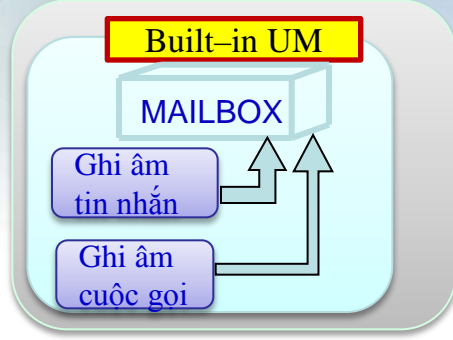 Built–in UM
MAILBOX
Ghi âm
tin nhắn
Ghi âm
cuộc gọi